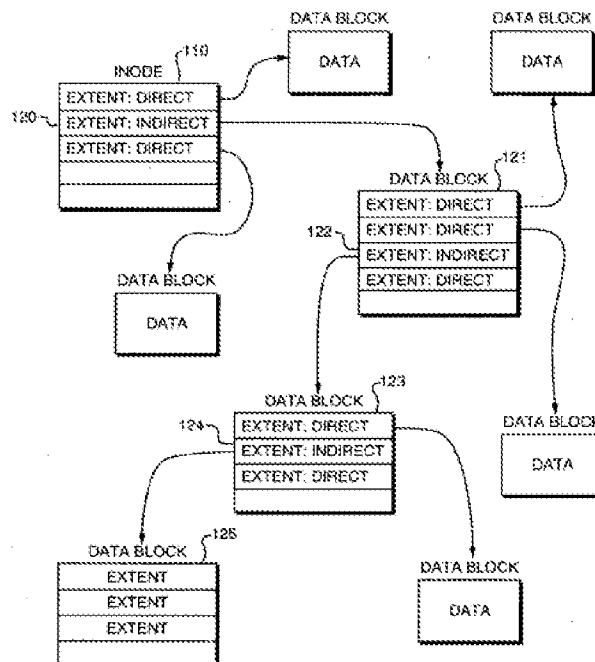 DATA BLOCK
DATA
DATA BLOCK
DATA
119
INODE
EXTENT: DIRECT
120
EXTENT: INDIRECT
EXTENT: DIRECT
121
DATA BLOCK
EXTENT: DIRECT
EXTENT: DIRECT
122
EXTENT: INDIRECT
EXTENT: DIRECT
DATA BLOCK
DATA
123
DATA BLOCK
EXTENT: DIRECT
124
EXTENT: INDIRECT
EXTENT: DIRECT
DATA BLOCK
DATA
125
DATA BLOCK
EXTENT
EXTENT
EXTENT
DATA BLOCK
DATA